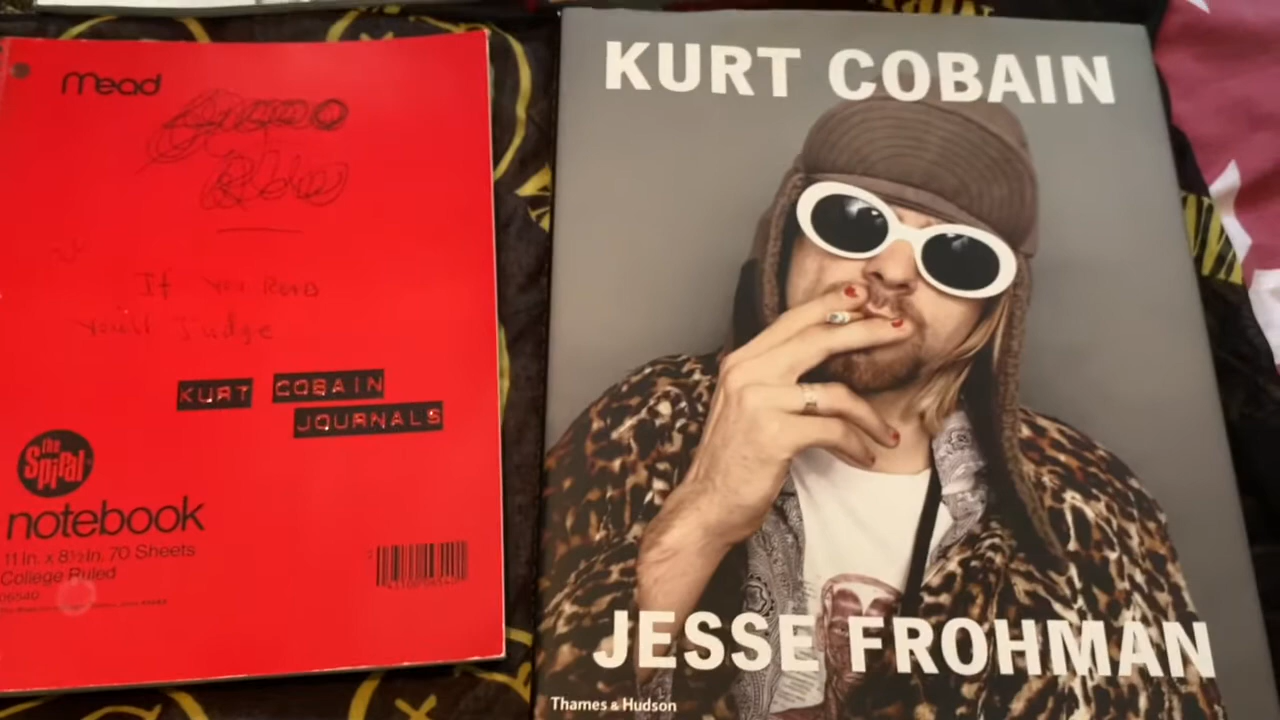 Mead
If You Read
You'll Judge
KURT COBAIN
JOURNALS
the
Spiral
notebook
11 In. x 8½ In. 70 Sheets
College Ruled
06540
KURT COBAIN
JESSE FROHMAN
Thames & Hudson